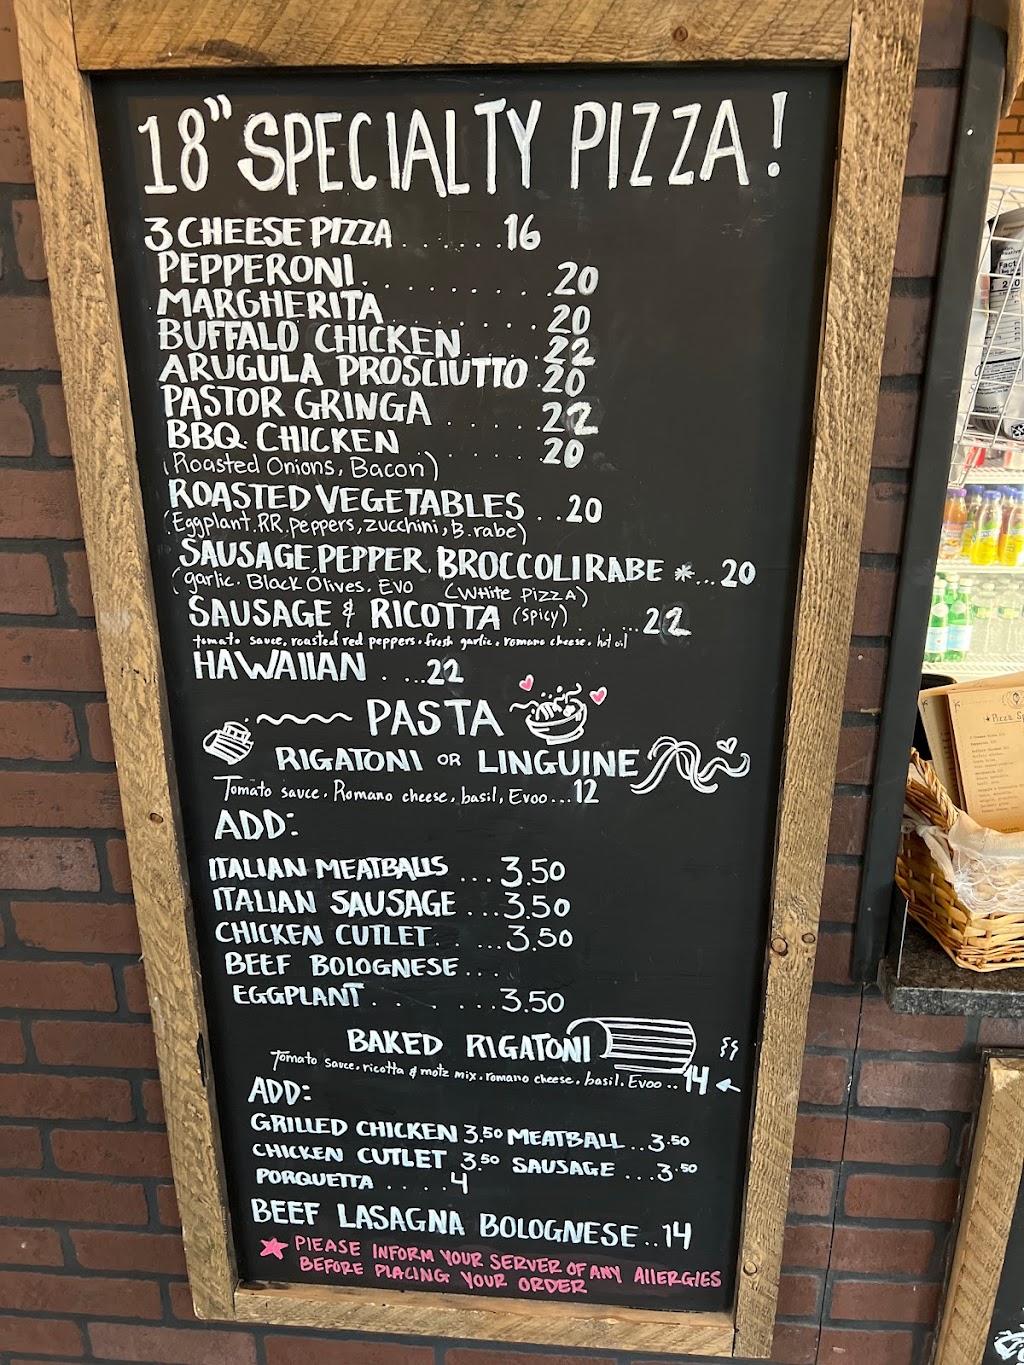 18" SPECIALTY PIZZA!
3 CHEESE PIZZA.......16
PEPPERONI.........20
MARGHERITA.......20
BUFFALO CHICKEN.....22
ARUGULA PROSCIUTTO.20
PASTOR GRINGA.....22
BBQ CHICKEN.......20
(Roasted Onions, Bacon)
ROASTED VEGETABLES..20
(Eggplant.RR.Peppers, zucchini, B.rabe)
SAUSAGE, PEPPER, BROCCOLI RABE *...20
(garlic. Black Olives. EVO (WHITE PIZZA)
SAUSAGE & RICOTTA (SPICY)....22
tomato sauce, roasted red peppers, fresh garlic, romano cheese, hot oil
HAWAIIAN....22
PASTA
RIGATONI OR LINGUINE
Tomato sauce, Romano cheese, basil, Evoo...12
ADD:
ITALIAN MEATBALLS...3.50
ITALIAN SAUSAGE...3.50
CHICKEN CUTLET.....3.50
BEEF BOLOGNESE...
EGGPLANT......3.50
BAKED RIGATONI
Tomato sauce, ricotta & motz mix, romano cheese, basil, Evoo..14
ADD:
GRILLED CHICKEN 3.50 MEATBALL..3.50
CHICKEN CUTLET 3.50 SAUSAGE...3.50
PORQUETTA....4
BEEF LASAGNA BOLOGNESE..14
PLEASE INFORM YOUR SERVER OF ANY AllERGIES
BEFORE PLACING YOUR ORDER